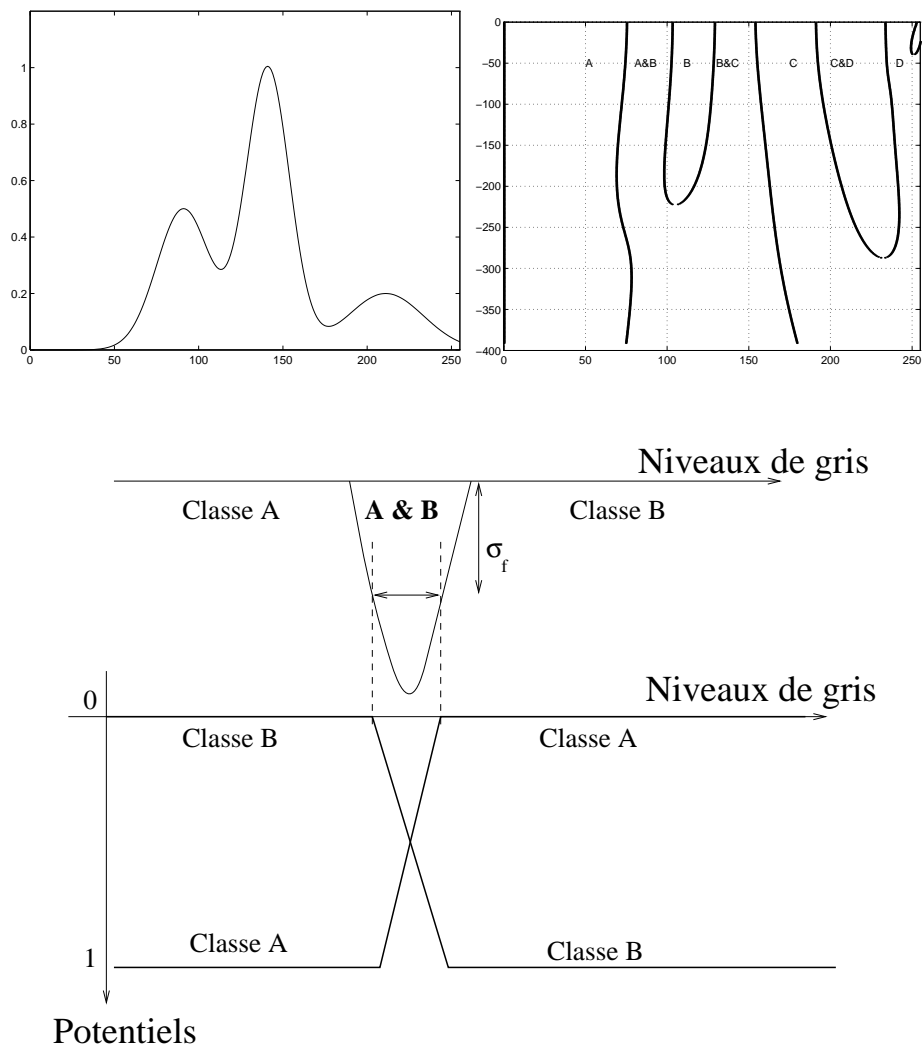 1
0.8
0.6
0.4
0.2
0
0 50 100 150 200 250
0
−50
−100
−150
−200
−250
−300
−350
−400
A A&B B B&C C C&D D
0 50 100 150 200 250
Niveaux de gris
Classe A A & B Classe B
σf
0 Niveaux de gris
Classe B Classe A
Classe A Classe B
1
Potentiels